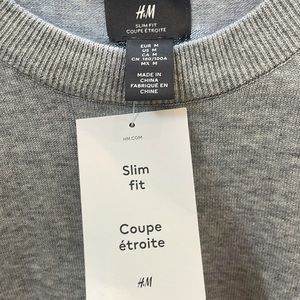 H&M
SLIM FIT
COUPE ÉTROITE
EUR M
US M
CA M
CN 180/100A
MX M
MADE IN
CHINA
FABRIQUÉ EN
CHINE
HM.COM
Slim
fit
Coupe
étroite
H&M